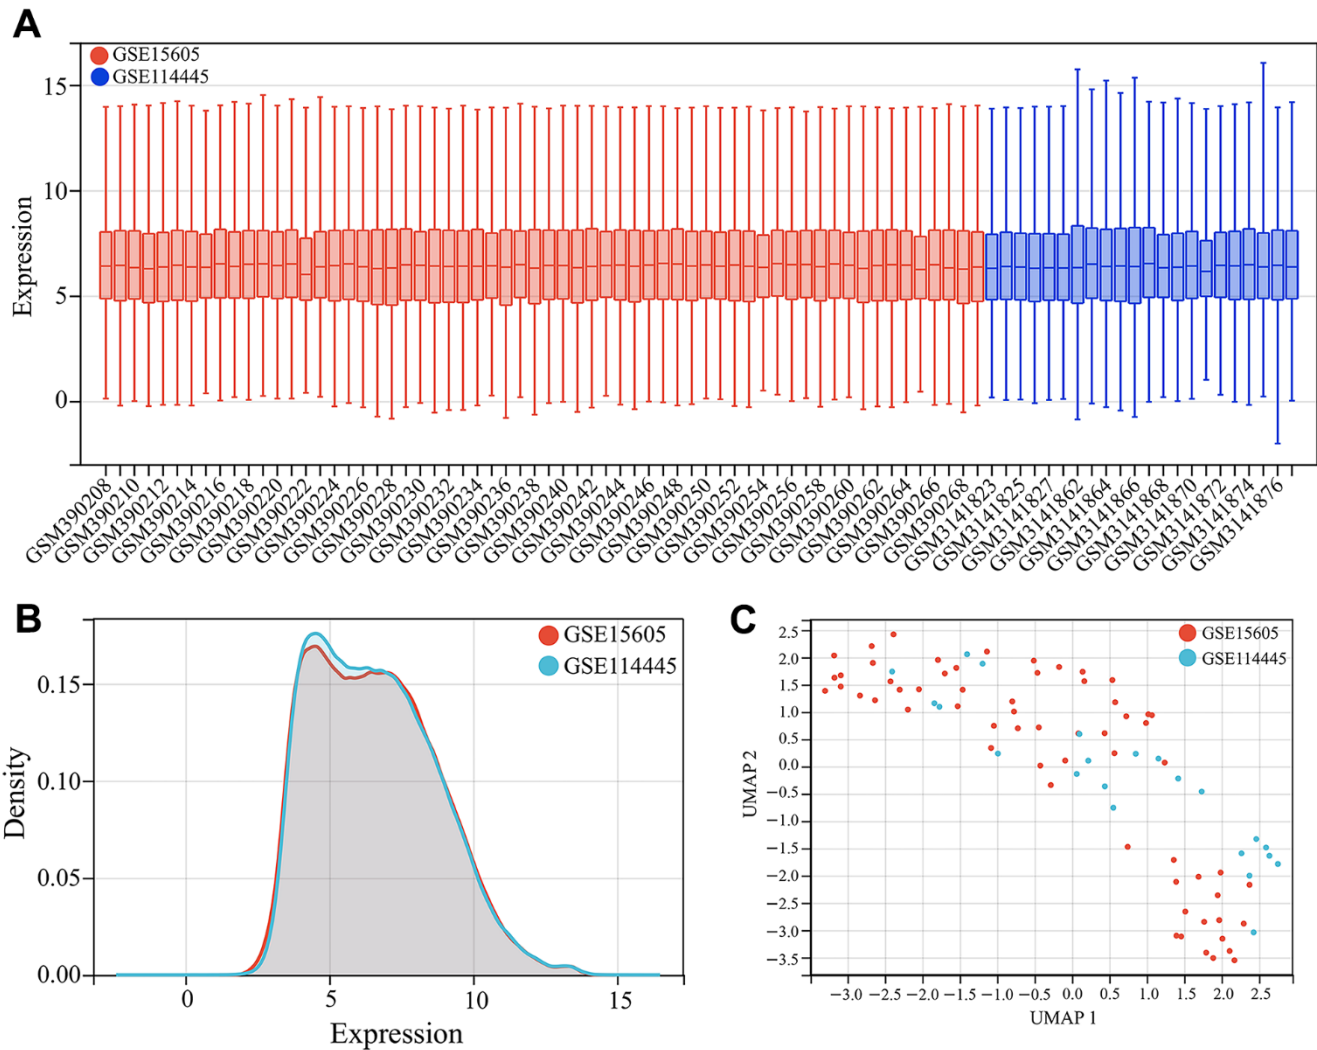 A
GSE15605
GSE114445
15
10
5
0
Expression
GSM390208
GSM390210
GSM390212
GSM390214
GSM390216
GSM390218
GSM390220
GSM390222
GSM390224
GSM390226
GSM390228
GSM390230
GSM390232
GSM390234
GSM390236
GSM390238
GSM390240
GSM390242
GSM390244
GSM390246
GSM390248
GSM390250
GSM390252
GSM390254
GSM390256
GSM390258
GSM390260
GSM390262
GSM390264
GSM390266
GSM390268
GSM3141823
GSM3141825
GSM3141827
GSM3141862
GSM3141864
GSM3141866
GSM3141868
GSM3141870
GSM3141872
GSM3141874
GSM3141876
B
GSE15605
GSE114445
0.15
0.10
0.05
0.00
Density
0 5 10 15
Expression
C
GSE15605
GSE114445
2.5
2.0
1.5
1.0
0.5
0.0
−0.5
−1.0
−1.5
−2.0
−2.5
−3.0
−3.5
UMAP 2
−3.0 −2.5 −2.0 −1.5 −1.0 −0.5 0.0 0.5 1.0 1.5 2.0 2.5
UMAP 1